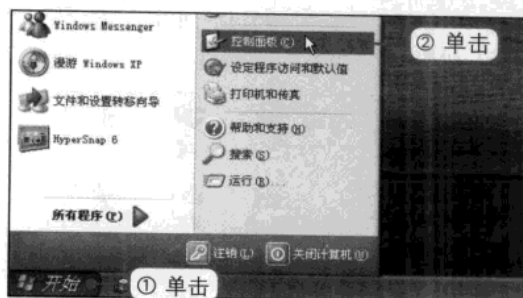 Windows Messenger
漫游 Windows XP
文件和设置转移向导
HyperSnap 6
所有程序(P)
控制面板(C)
设定程序访问和默认值
打印机和传真
帮助和支持(H)
搜索(S)
运行(R)...
注销(L)
关闭计算机(U)
开始
① 单击
② 单击